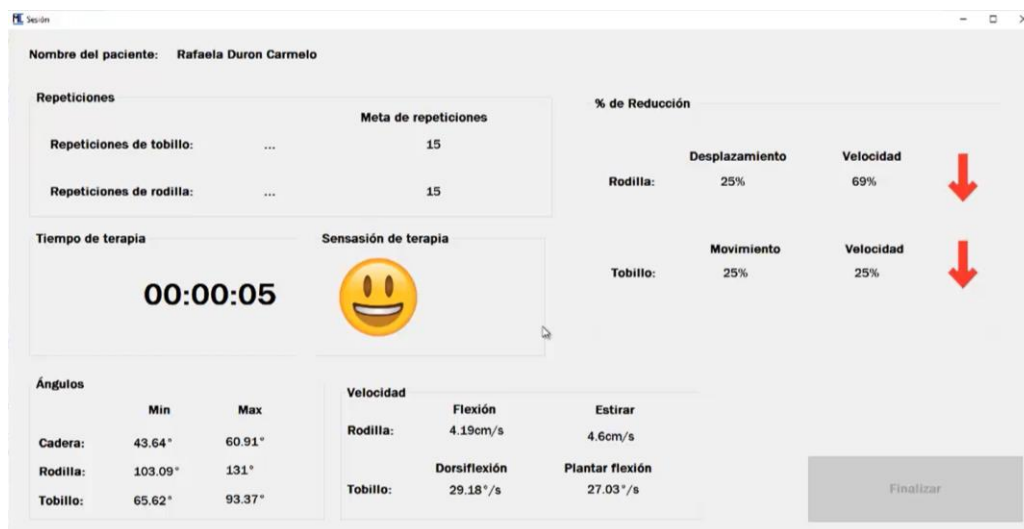 Sesión
Nombre del paciente: Rafaela Duron Carmelo
Repeticiones
Meta de repeticiones
Repeticiones de tobillo: ... 15
Repeticiones de rodilla: ... 15
% de Reducción
Desplazamiento Velocidad
Rodilla: 25% 69%
Movimiento Velocidad
Tobillo: 25% 25%
Tiempo de terapia
00:00:05
Sensasión de terapia
Ángulos
Min Max
Cadera: 43.64° 60.91°
Rodilla: 103.09° 131°
Tobillo: 65.62° 93.37°
Velocidad
Flexión Estirar
Rodilla: 4.19cm/s 4.6cm/s
Dorsiflexión Plantar flexión
Tobillo: 29.18°/s 27.03°/s
Finalizar